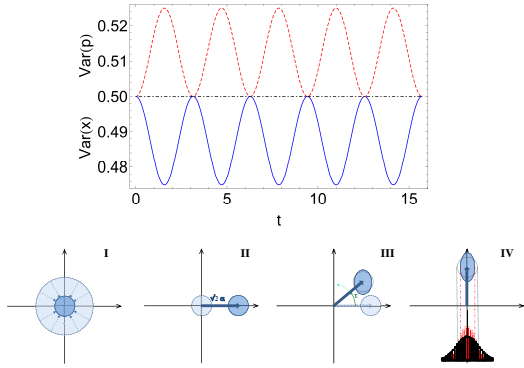 0.52
0.51
0.50
0.49
0.48
Var(p)
Var(x)
0 5 10 15
t
I II III IV
√2 α
τ